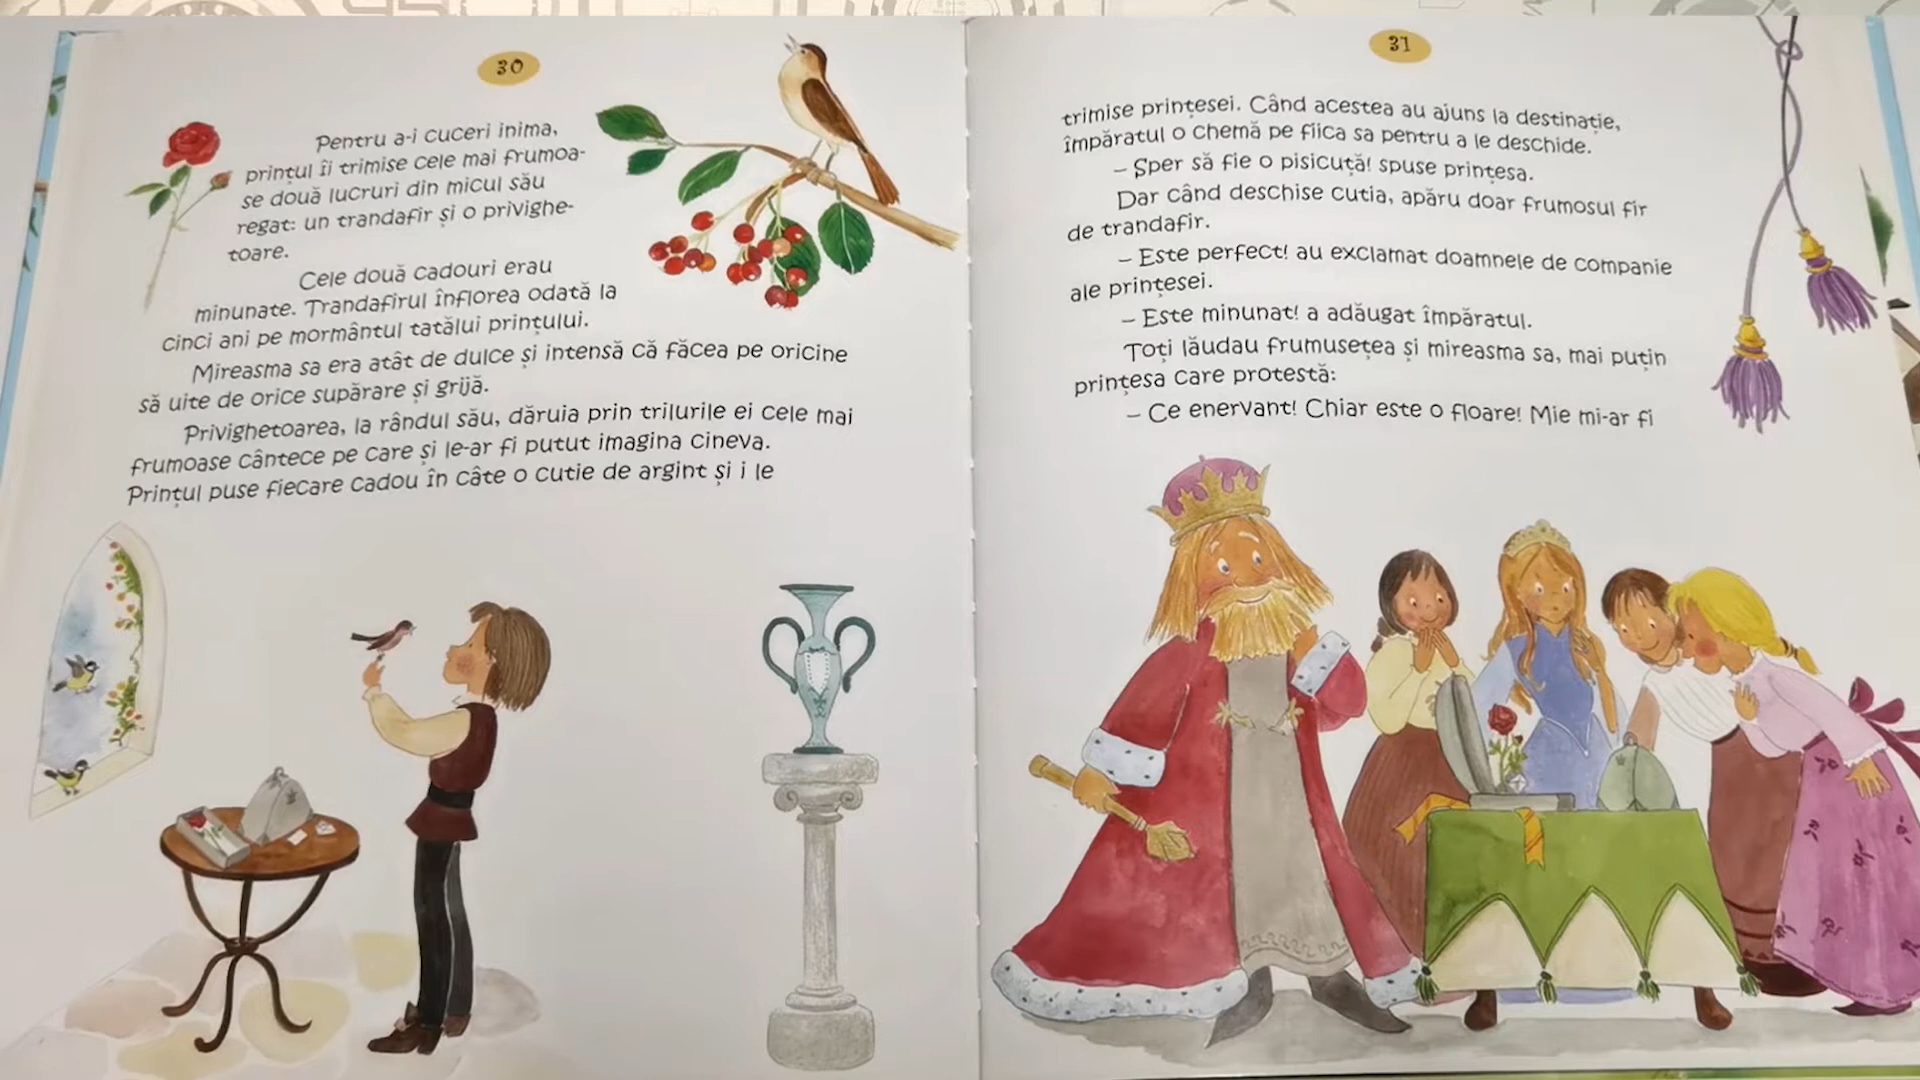 30
Pentru a-i cuceri inima,
prințul îi trimise cele mai frumoa-
se două lucruri din micul său
regat: un trandafir și o privighe-
toare.
Cele două cadouri erau
minunate. Trandafirul înflorea odată la
cinci ani pe mormântul tatălui prințului.
Mireasma sa era atât de dulce și intensă că făcea pe oricine
să uite de orice supărare și grijă.
Privighetoarea, la rândul său, dăruia prin trilurile ei cele mai
frumoase cântece pe care și le-ar fi putut imagina cineva.
Prințul puse fiecare cadou în câte o cutie de argint și i le
31
trimise prințesei. Când acestea au ajuns la destinație,
împăratul o chemă pe fiica sa pentru a le deschide.
– Sper să fie o pisicuță! spuse prințesa.
Dar când deschise cutia, apăru doar frumosul fir
de trandafir.
– Este perfect! au exclamat doamnele de companie
ale prințesei.
– Este minunat! a adăugat împăratul.
Toți lăudau frumusețea și mireasma sa, mai puțin
prințesa care protestă:
– Ce enervant! Chiar este o floare! Mie mi-ar fi